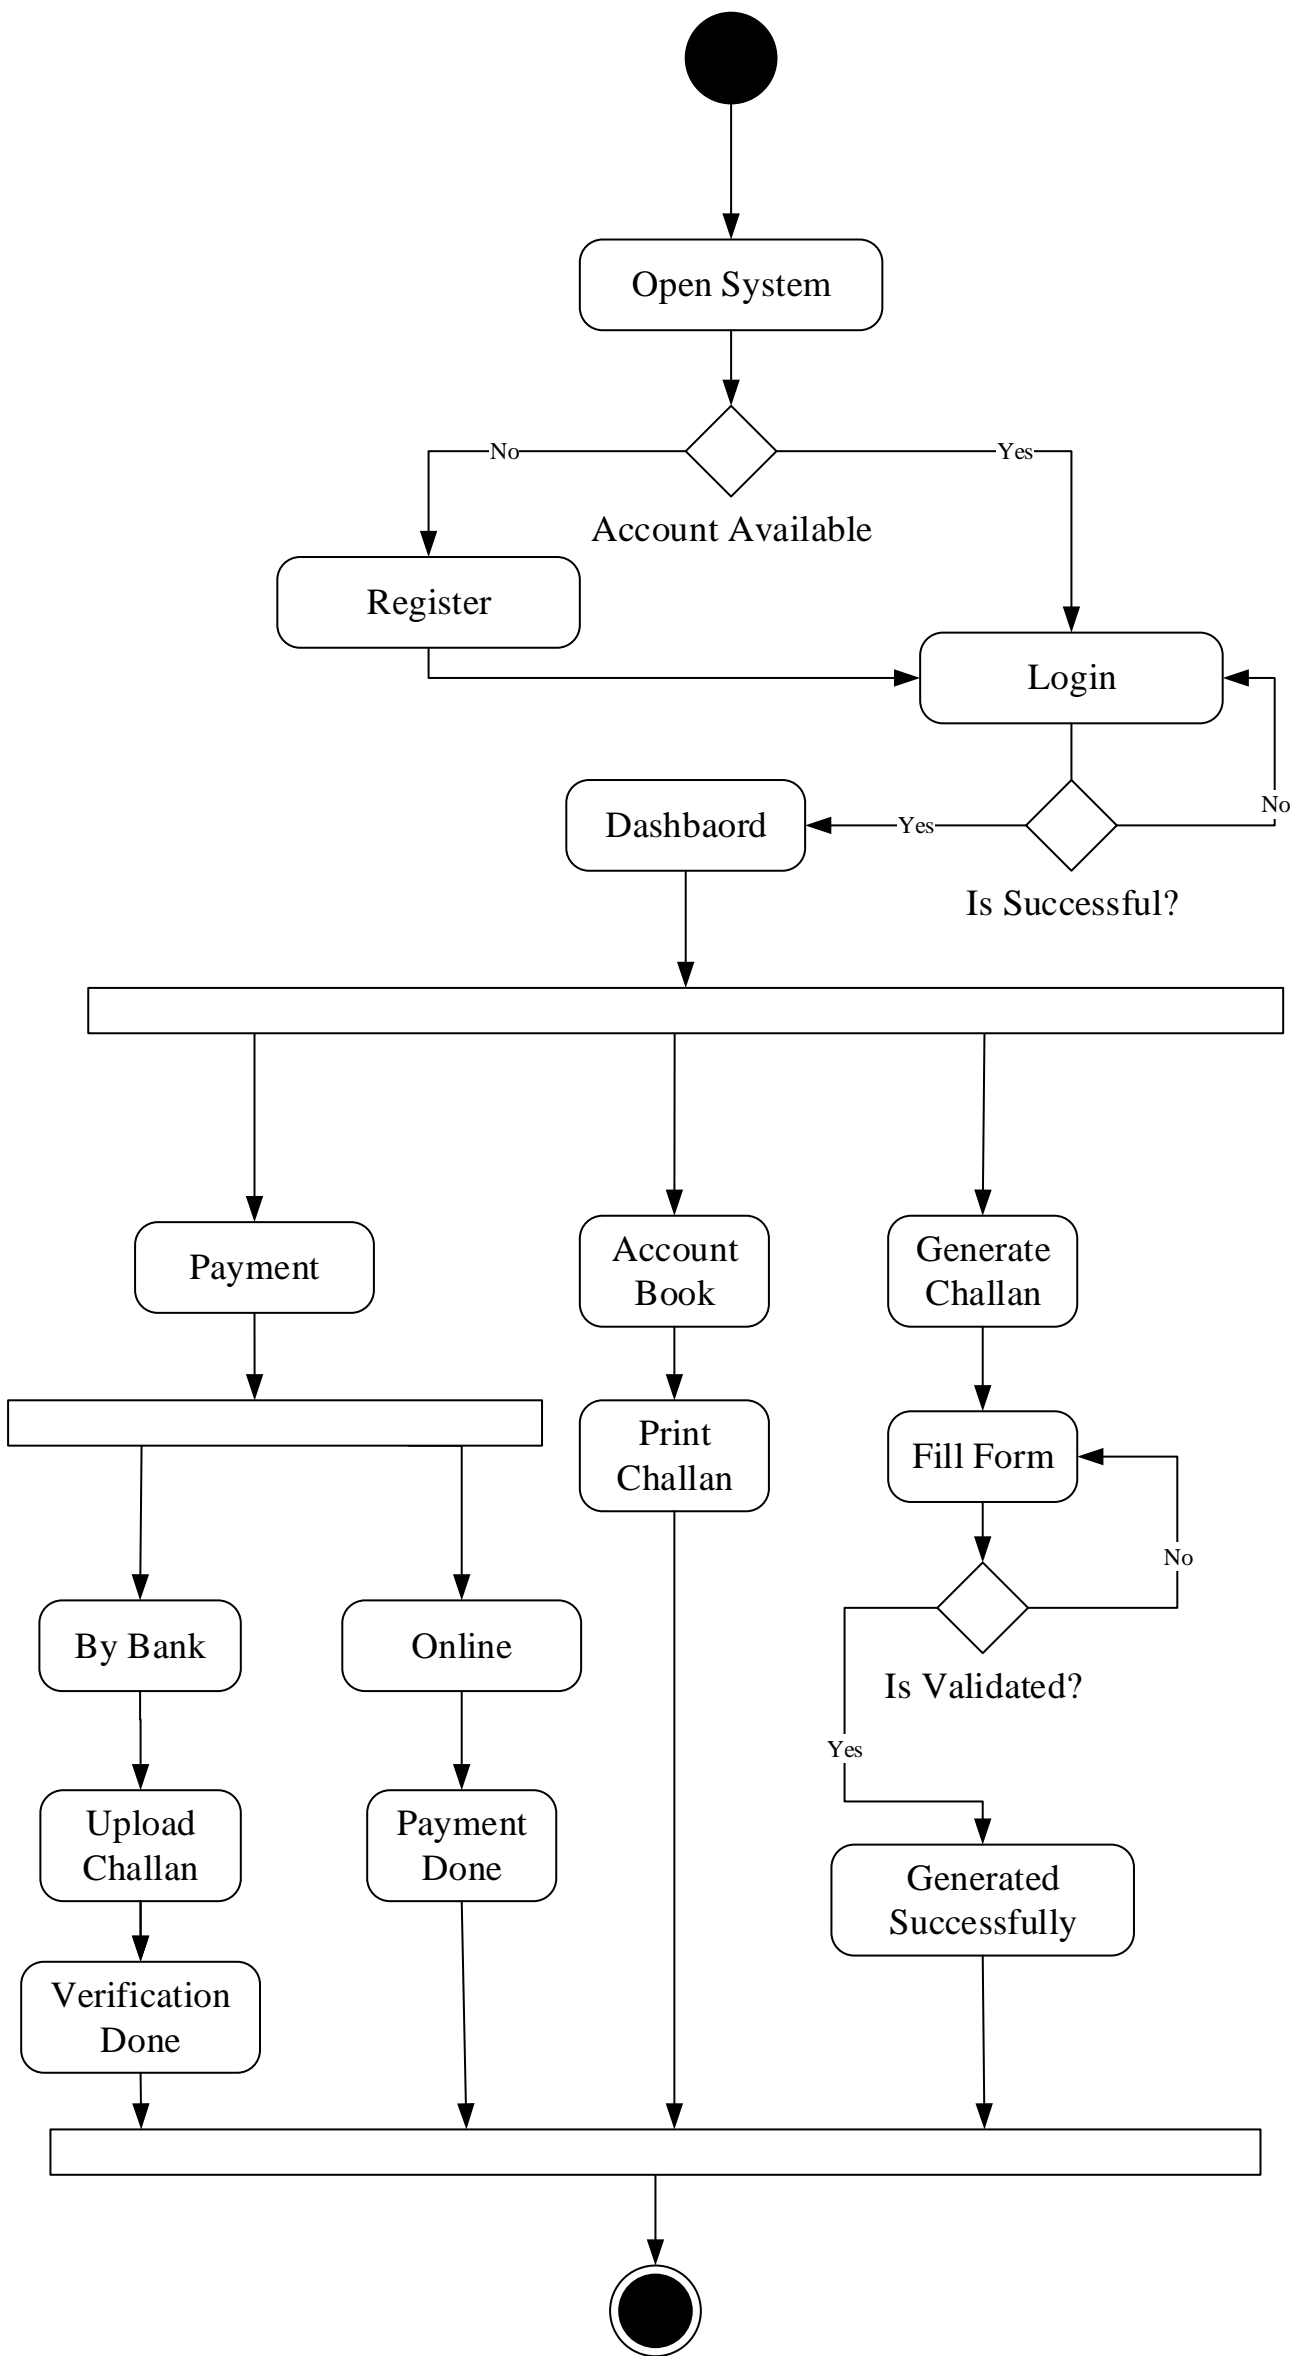 Open System
No
Yes
Account Available
Register
Login
Dashbaord
Yes
No
Is Successful?
Payment
Account
Book
Generate
Challan
Print
Challan
Fill Form
No
By Bank
Online
Is Validated?
Yes
Upload
Challan
Payment
Done
Generated
Successfully
Verification
Done